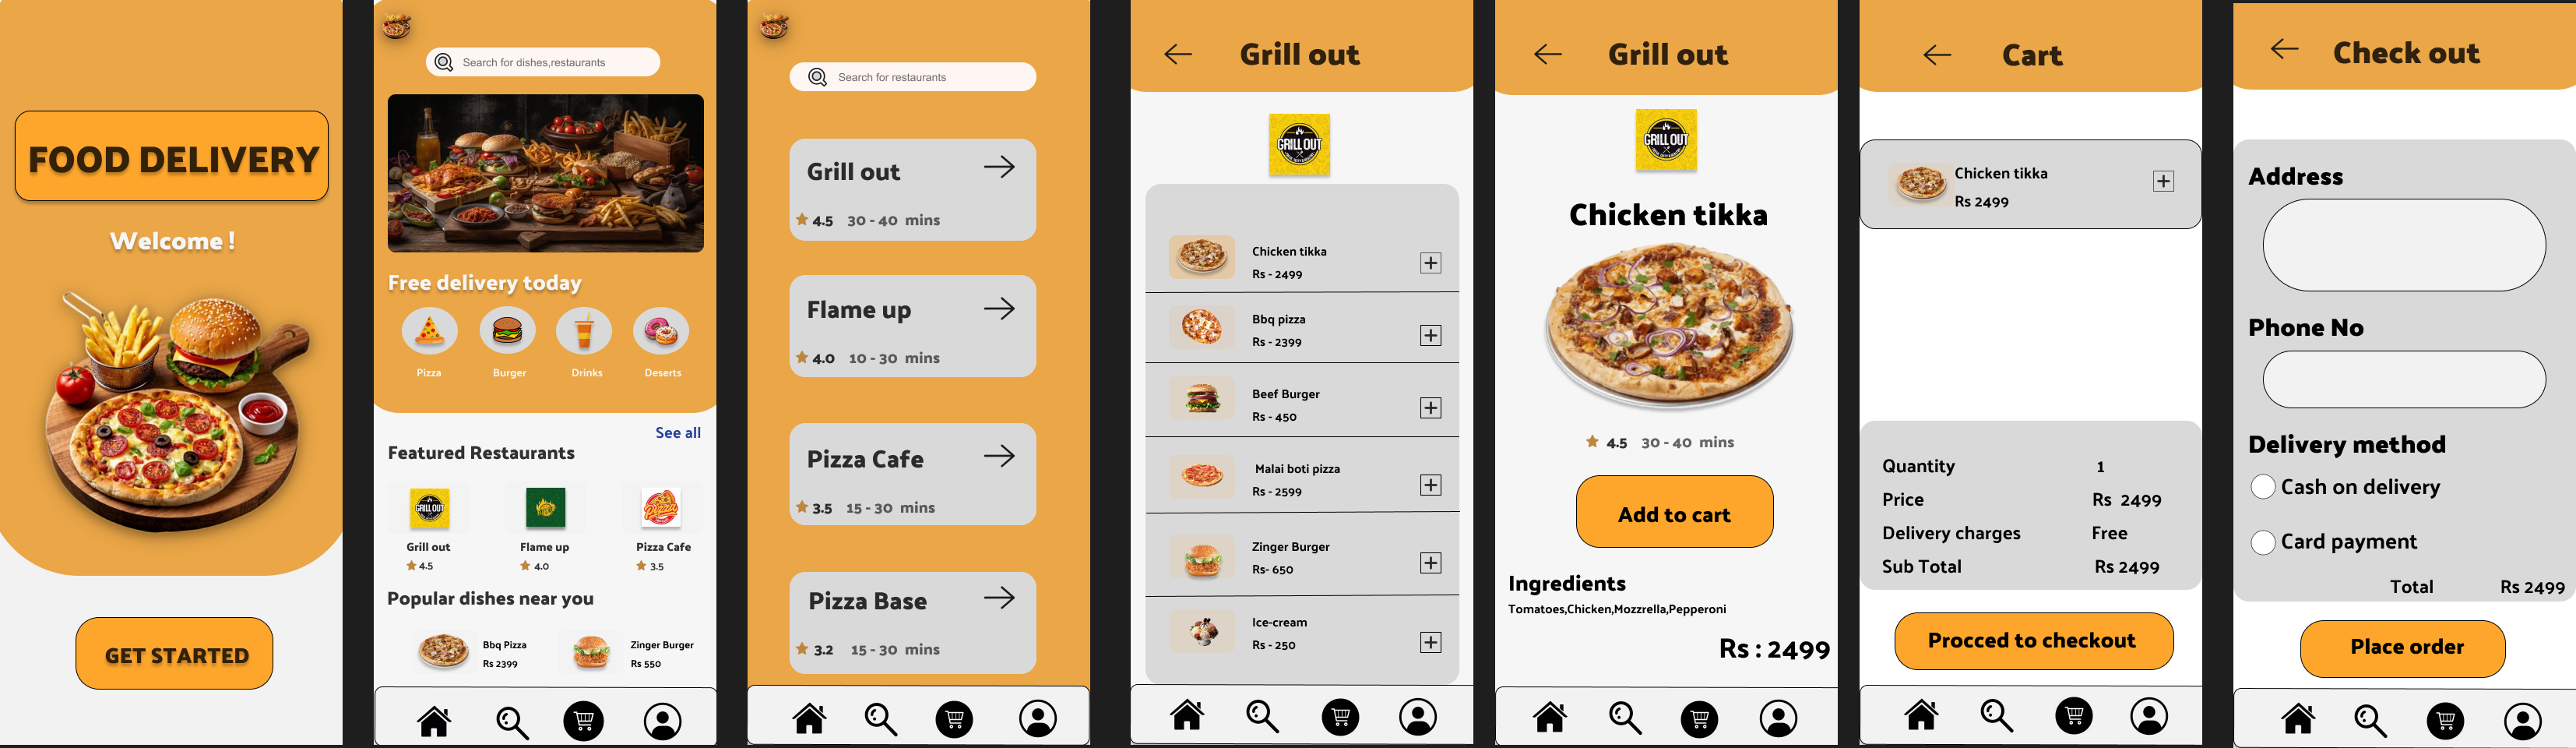 FOOD DELIVERY
Welcome !
GET STARTED
Search for dishes,restaurants
Free delivery today
Pizza Burger Drinks Deserts
See all
Featured Restaurants
GRILL OUT
Pizza
Grill out Flame up Pizza Cafe
4.5 4.0 3.5
Popular dishes near you
Bbq Pizza Zinger Burger
Rs 2399 Rs 550
Search for restaurants
Grill out
4.5 30 - 40 mins
Flame up
4.0 10 - 30 mins
Pizza Cafe
3.5 15 - 30 mins
Pizza Base
3.2 15 - 30 mins
Grill out
GRILL OUT
Chicken tikka
Rs - 2499
Bbq pizza
Rs - 2399
Beef Burger
Rs - 450
Malai boti pizza
Rs - 2599
Zinger Burger
Rs- 650
Ice-cream
Rs - 250
Grill out
GRILL OUT
Chicken tikka
4.5 30 - 40 mins
Add to cart
Ingredients
Tomatoes,Chicken,Mozzrella,Pepperoni
Rs : 2499
Cart
Chicken tikka
Rs 2499
Quantity 1
Price Rs 2499
Delivery charges Free
Sub Total Rs 2499
Procced to checkout
Check out
Address
Phone No
Delivery method
Cash on delivery
Card payment
Total Rs 2499
Place order